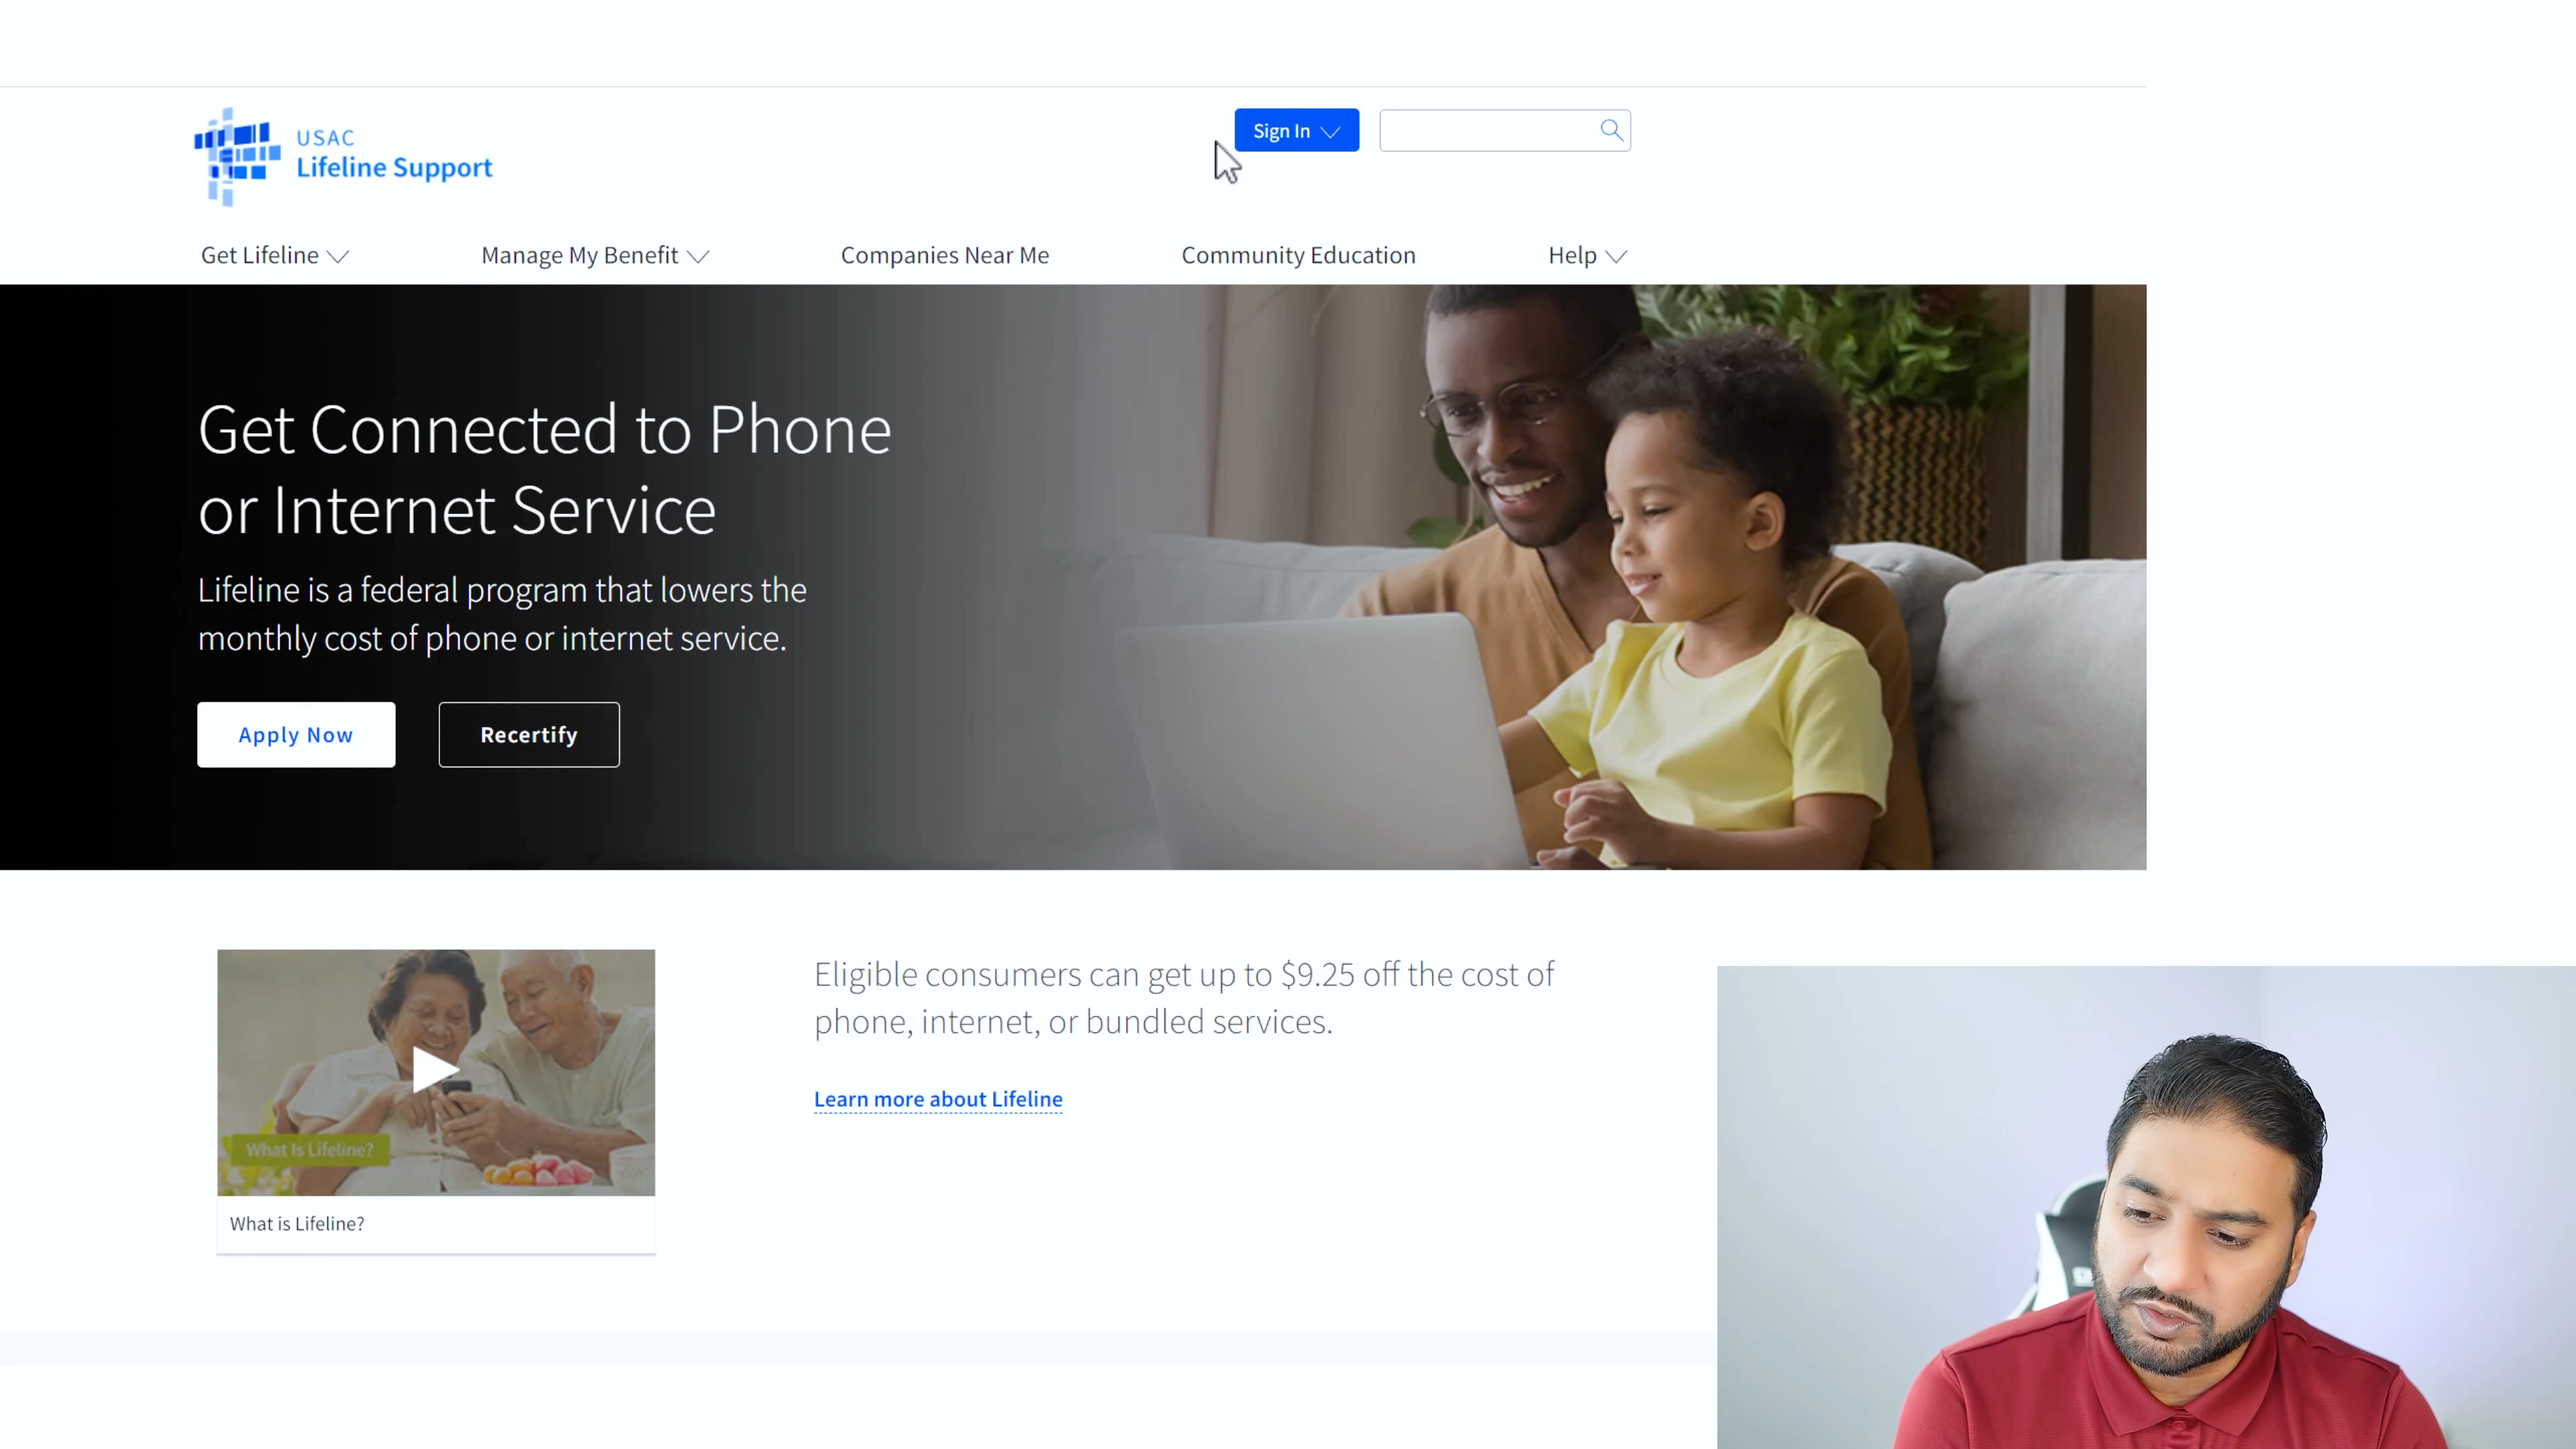 USAC
Lifeline Support
Sign In
Get Lifeline
Manage My Benefit
Companies Near Me
Community Education
Help
Get Connected to Phone
or Internet Service
Lifeline is a federal program that lowers the
monthly cost of phone or internet service.
Apply Now
Recertify
What Is Lifeline?
What is Lifeline?
Eligible consumers can get up to $9.25 off the cost of
phone, internet, or bundled services.
Learn more about Lifeline